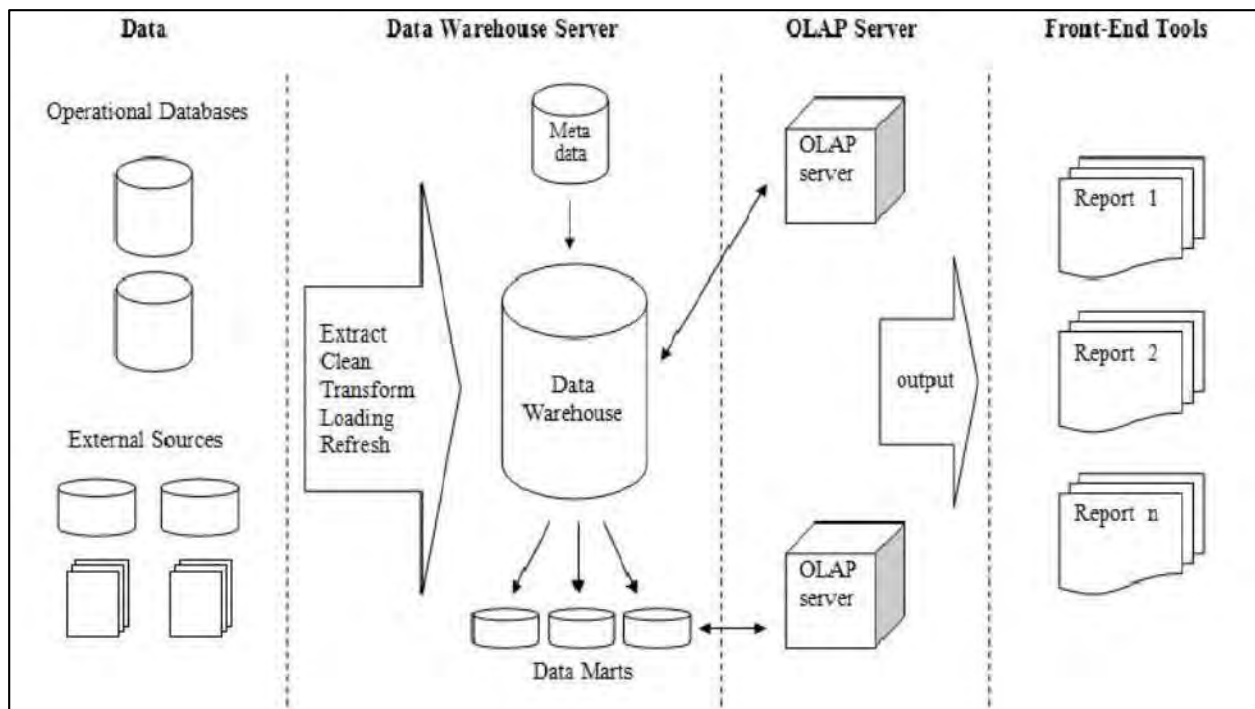 Data
Data Warehouse Server
OLAP Server
Front-End Tools
Operational Databases
External Sources
Extract
Clean
Transform
Loading
Refresh
Meta
data
Data
Warehouse
Data Marts
OLAP
server
OLAP
server
output
Report 1
Report 2
Report n